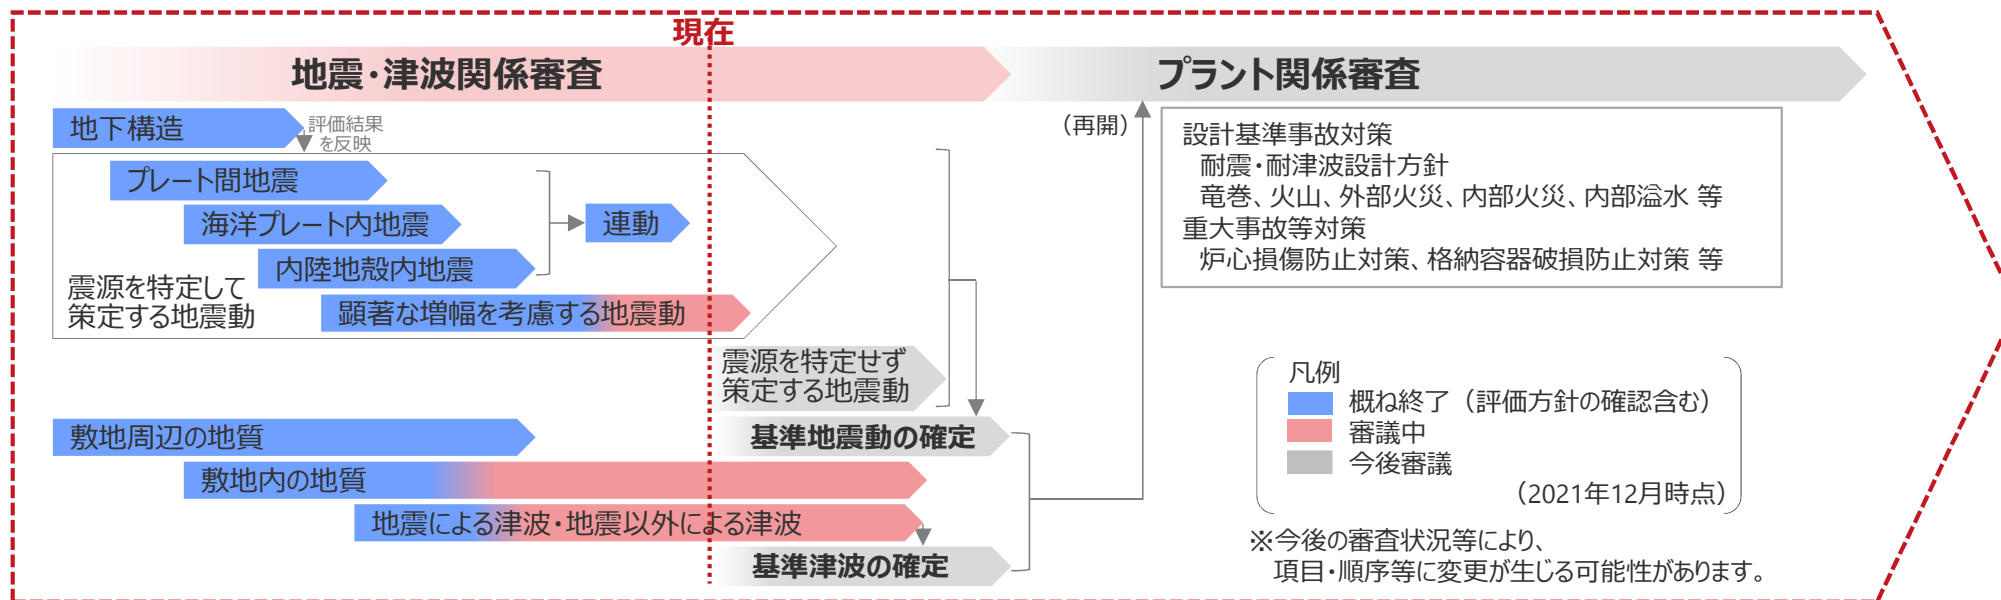 現在
地震・津波関係審査
プラント関係審査
地下構造
評価結果
を反映
プレート間地震
海洋プレート内地震
内陸地殻内地震
連動
震源を特定して
策定する地震動
顕著な増幅を考慮する地震動
震源を特定せず
策定する地震動
敷地周辺の地質
基準地震動の確定
敷地内の地質
地震による津波・地震以外による津波
基準津波の確定
（再開）
設計基準事故対策
耐震・耐津波設計方針
竜巻、火山、外部火災、内部火災、内部溢水 等
重大事故等対策
炉心損傷防止対策、格納容器破損防止対策 等
凡例
概ね終了（評価方針の確認含む）
審議中
今後審議
（2021年12月時点）
※今後の審査状況等により、
項目・順序等に変更が生じる可能性があります。